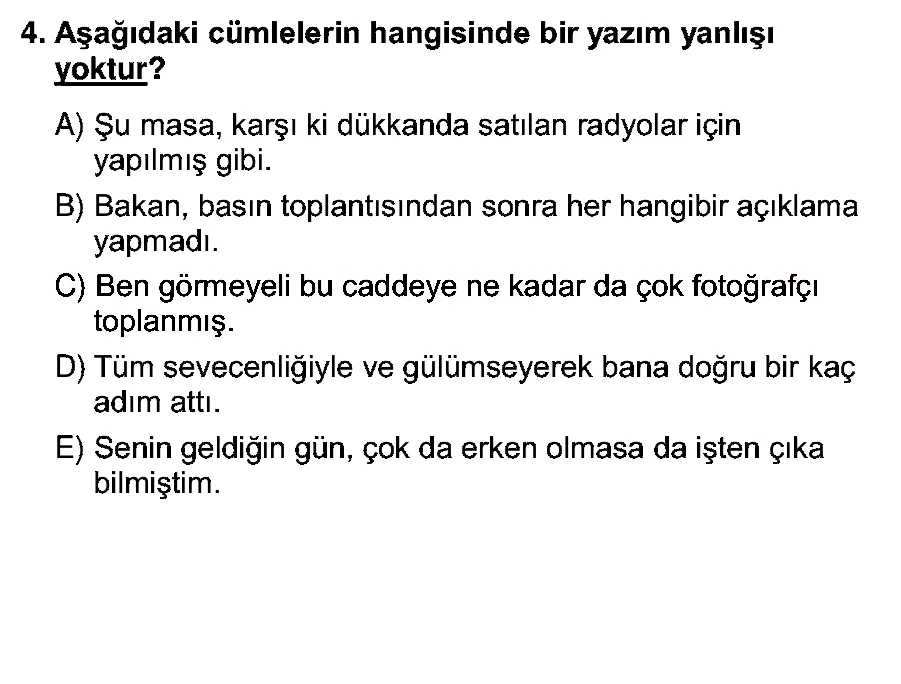 4. Aşağıdaki cümlelerin hangisinde bir yazım yanlışı
yoktur?
A) Şu masa, karşı ki dükkanda satılan radyolar için
yapılmış gibi.
B) Bakan, basın toplantısından sonra her hangibir açıklama
yapmadı.
C) Ben görmeyeli bu caddeye ne kadar da çok fotoğrafçı
toplanmış.
D) Tüm sevecenliğiyle ve gülümseyerek bana doğru bir kaç
adım attı.
E) Senin geldiğin gün, çok da erken olmasa da işten çıka
bilmiştim.